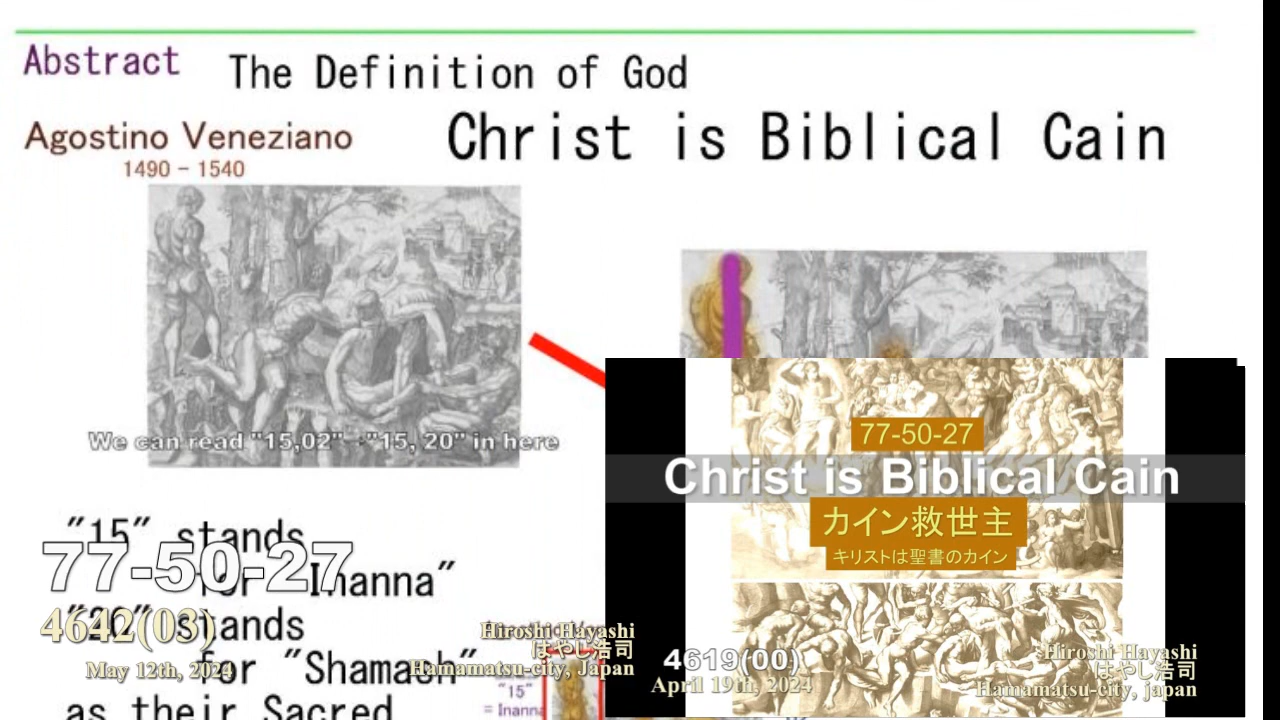 Abstract
The Definition of God
Agostino Veneziano
Christ is Biblical Cain
1490 - 1540
We can read "15,02" "15, 20" in here
"15" stands
for "Inanna"
"20" stands
for "Shamash"
as their Sacred
77-50-27
4642(03)
May 12th, 2024
Hiroshi Hayashi
はやし浩司
Hamamatsu-city, Japan
"15"
= Inanna
77-50-27
Christ is Biblical Cain
カイン救世主
キリストは聖書のカイン
4619(00)
April 19th, 2024
Hiroshi Hayashi
はやし浩司
Hamamatsu-city, japan